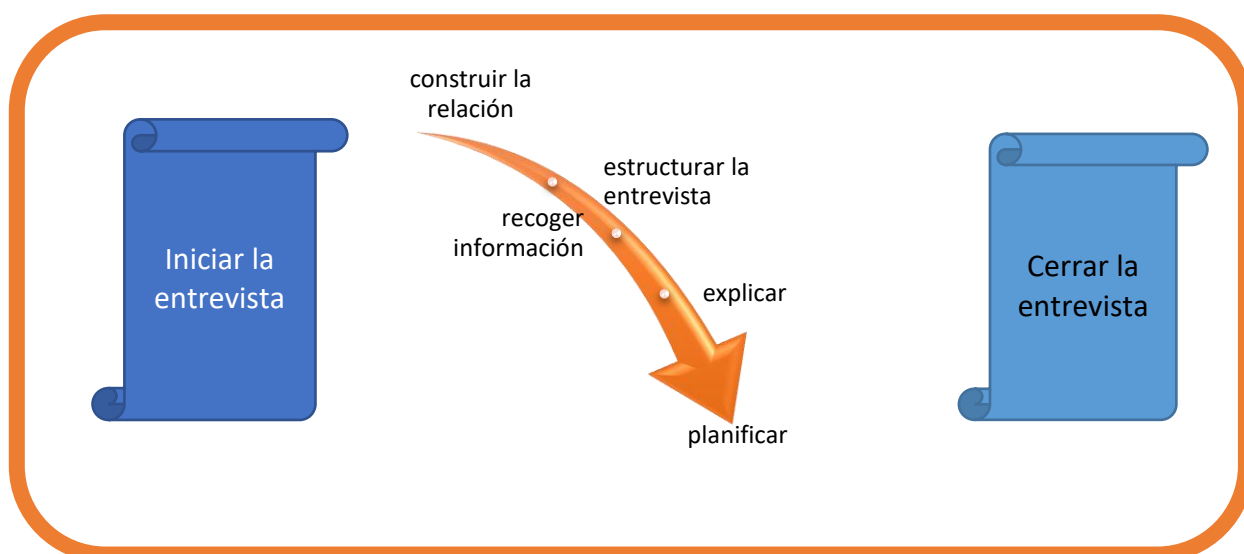 Iniciar la
entrevista
construir la
relación
estructurar la
entrevista
recoger
información
explicar
planificar
Cerrar la
entrevista